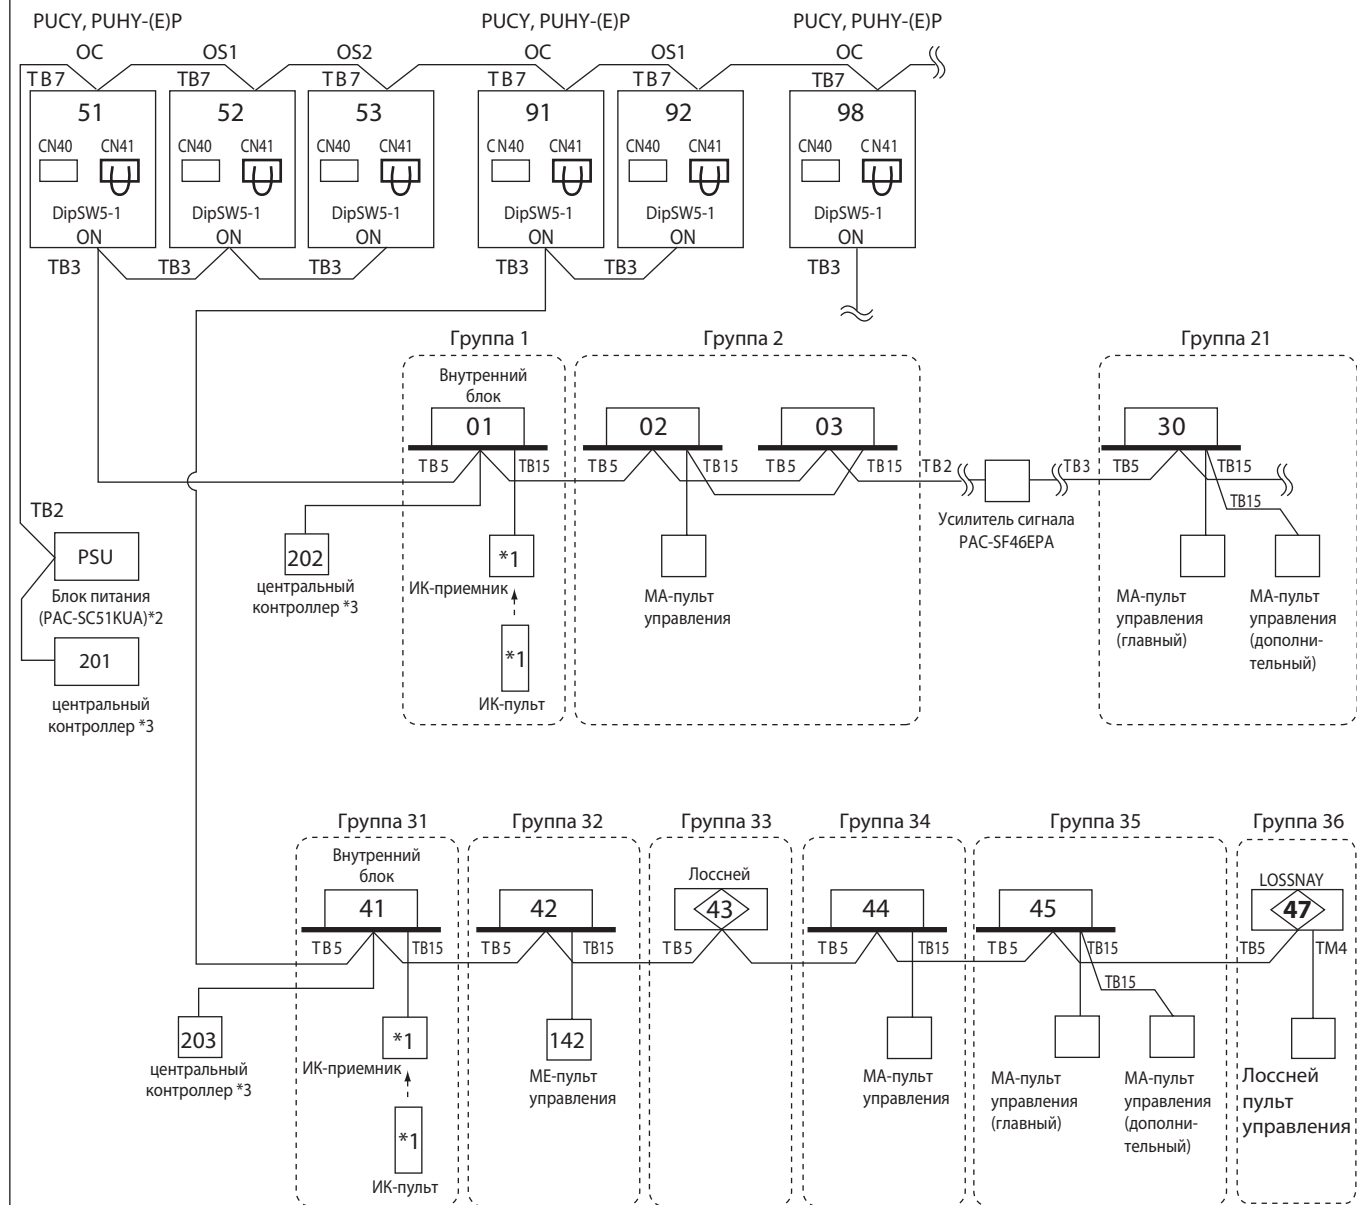 PUCY, PUHY-(E)P PUCY, PUHY-(E)P PUCY, PUHY-(E)P
OC OS1 OS2 OC OS1 OC
TB7 TB7 TB7 TB7 TB7 TB7
51 52 53 91 92 98
CN40 CN41 CN40 CN41 CN40 CN41 CN40 CN41 CN40 CN41 CN40 CN41
DipSW5-1 DipSW5-1 DipSW5-1 DipSW5-1 DipSW5-1 DipSW5-1
ON ON ON ON ON ON
TB3 TB3 TB3 TB3 TB3 TB3
Группа 1 Группа 2 Группа 21
Внутренний
блок
01 02 03 30
TB5 TB15 TB5 TB15 TB5 TB15 TB2 TB3 TB5 TB15
TB15
Усилитель сигнала
PAC-SF46EPA
TB2
PSU
Блок питания
(PAC-SC51KUA)*2
201
центральный
контроллер *3
202
центральный
контроллер *3
*1
ИК-приемник
*1
ИК-пульт
МА-пульт
управления
МА-пульт
управления
(главный)
МА-пульт
управления
(дополни-
тельный)
Группа 31 Группа 32 Группа 33 Группа 34 Группа 35 Группа 36
Внутренний
блок
Лоссней
LOSSNAY
41 42 43 44 45 47
TB5 TB15 TB5 TB15 TB5 TB5 TB15 TB5 TB15 TB5 TM4
TB15
203
центральный
контроллер *3
*1
ИК-приемник
*1
ИК-пульт
142
МЕ-пульт
управления
МА-пульт
управления
МА-пульт
управления
(главный)
МА-пульт
управления
(дополни-
тельный)
Лоссней
пульт
управления